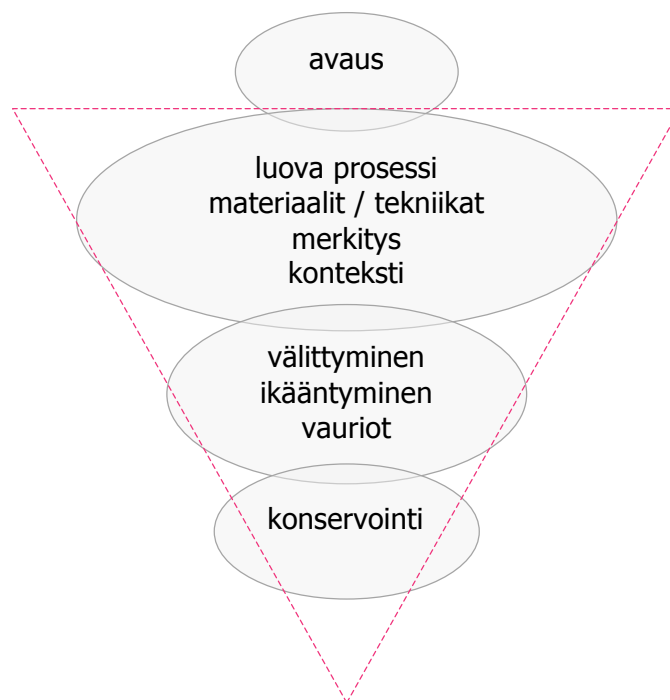 avaus
luova prosessi
materiaalit / tekniikat
merkitys
konteksti
välittyminen
ikääntyminen
vauriot
konservointi